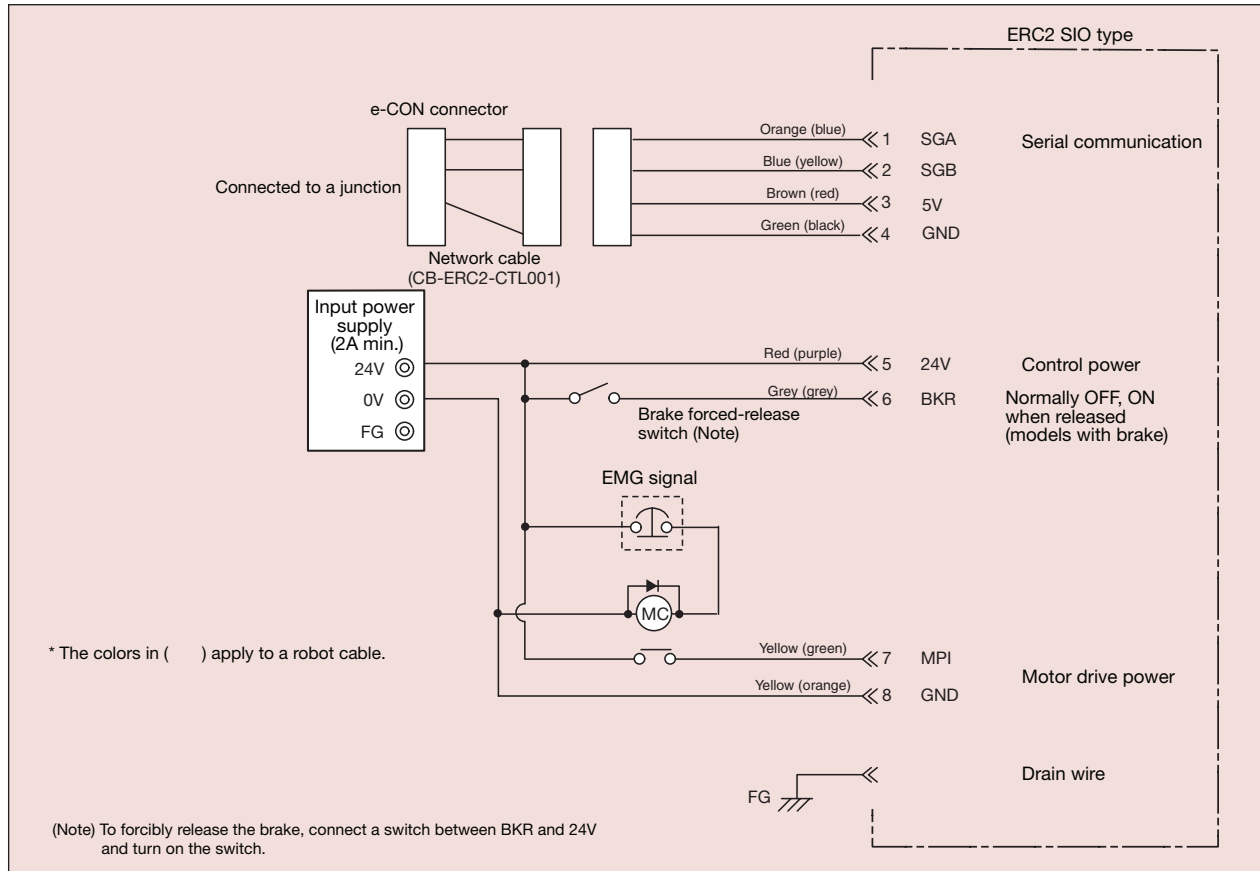 ERC2 SIO type
e-CON connector
Orange (blue)
1
SGA
Serial communication
Blue (yellow)
2
SGB
Connected to a junction
Brown (red)
3
5V
Green (black)
4
GND
Network cable
(CB-ERC2-CTL001)
Input power
supply
(2A min.)
24V
0V
FG
Red (purple)
5
24V
Control power
Grey (grey)
6
BKR
Normally OFF, ON
when released
(models with brake)
Brake forced-release
switch (Note)
EMG signal
MC
* The colors in (      ) apply to a robot cable.
Yellow (green)
7
MPI
Motor drive power
Yellow (orange)
8
GND
Drain wire
FG
(Note) To forcibly release the brake, connect a switch between BKR and 24V
and turn on the switch.